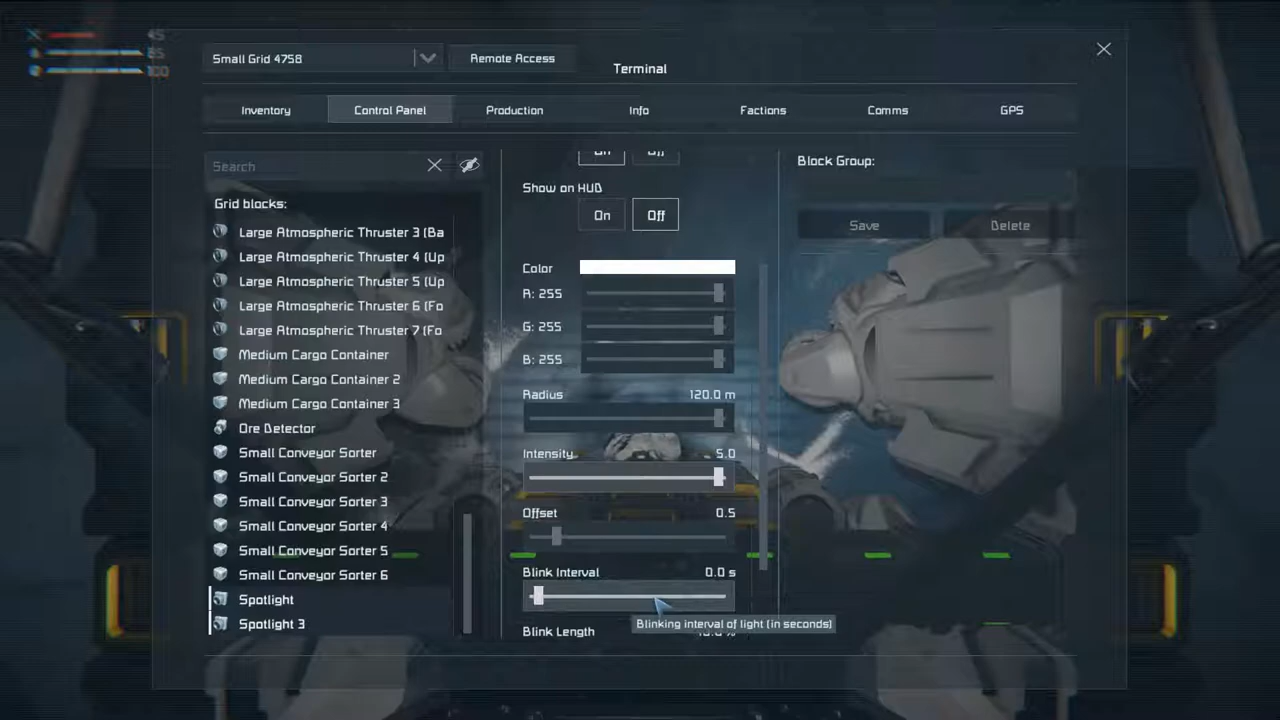 45
85
100
Small Grid 4758
Remote Access
Terminal
Inventory
Control Panel
Production
Info
Factions
Comms
GPS
Search
Grid blocks:
Large Atmospheric Thruster 3 (Ba
Large Atmospheric Thruster 4 (Up
Large Atmospheric Thruster 5 (Up
Large Atmospheric Thruster 6 (Fo
Large Atmospheric Thruster 7 (Fo
Medium Cargo Container
Medium Cargo Container 2
Medium Cargo Container 3
Ore Detector
Small Conveyor Sorter
Small Conveyor Sorter 2
Small Conveyor Sorter 3
Small Conveyor Sorter 4
Small Conveyor Sorter 5
Small Conveyor Sorter 6
Spotlight
Spotlight 3
On Off
Show on HUD
On Off
Color
R: 255
G: 255
B: 255
Radius 120.0 m
Intensity 5.0
Offset 0.5
Blink Interval 0.0 s
Blinking interval of light (in seconds)
Blink Length
Block Group:
Save Delete